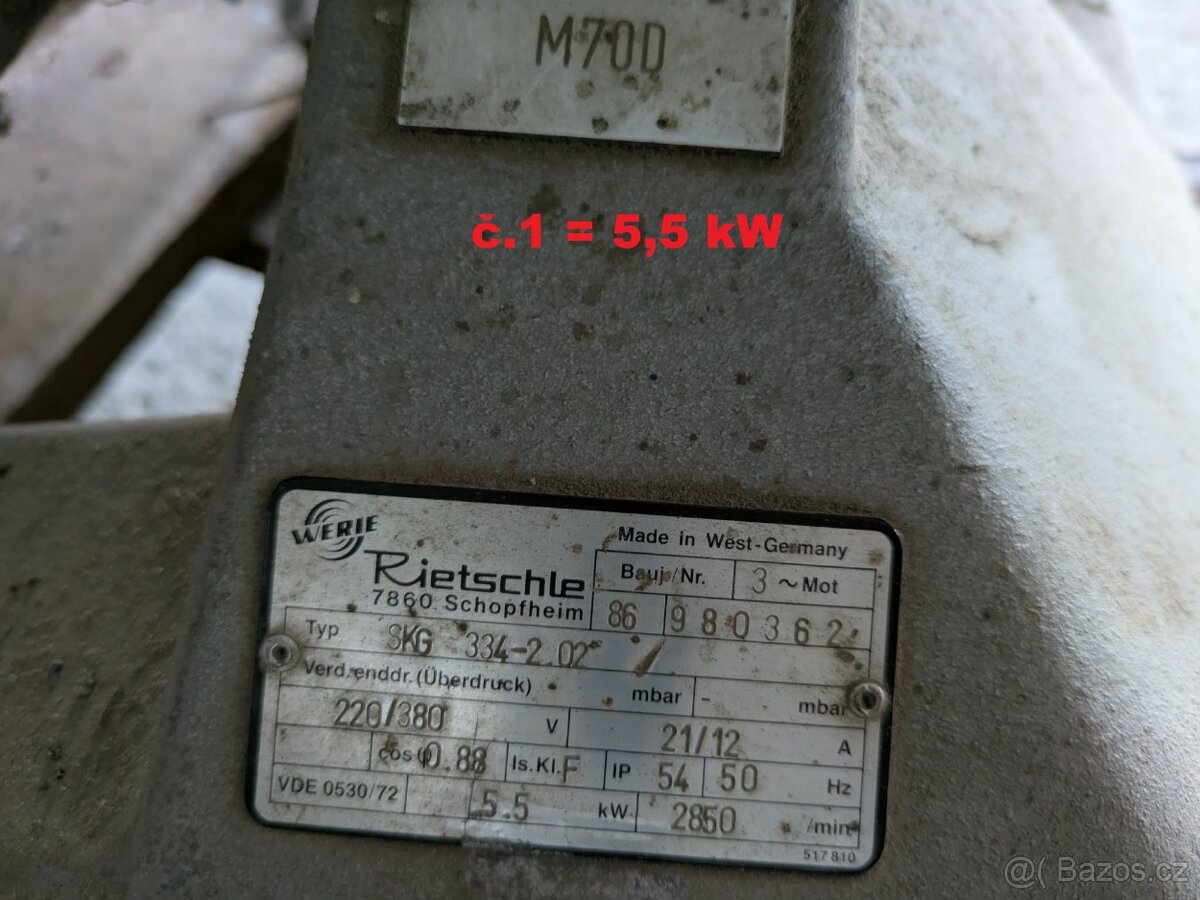 M70D
č.1 = 5,5 kW
WERIE
Rietschle
7860 Schopfheim
Made in West-Germany
Bauj/Nr. 3 ~ Mot
86 980362
Typ SKG 334-2.02
Verd.enddr.(Überdruck) mbar - mbar
220/380 V 21/12 A
cos φ 0.88 Is.Kl. F IP 54 50 Hz
VDE 0530/72 5.5 kW 2850 /min
517810
@( Bazos.cz